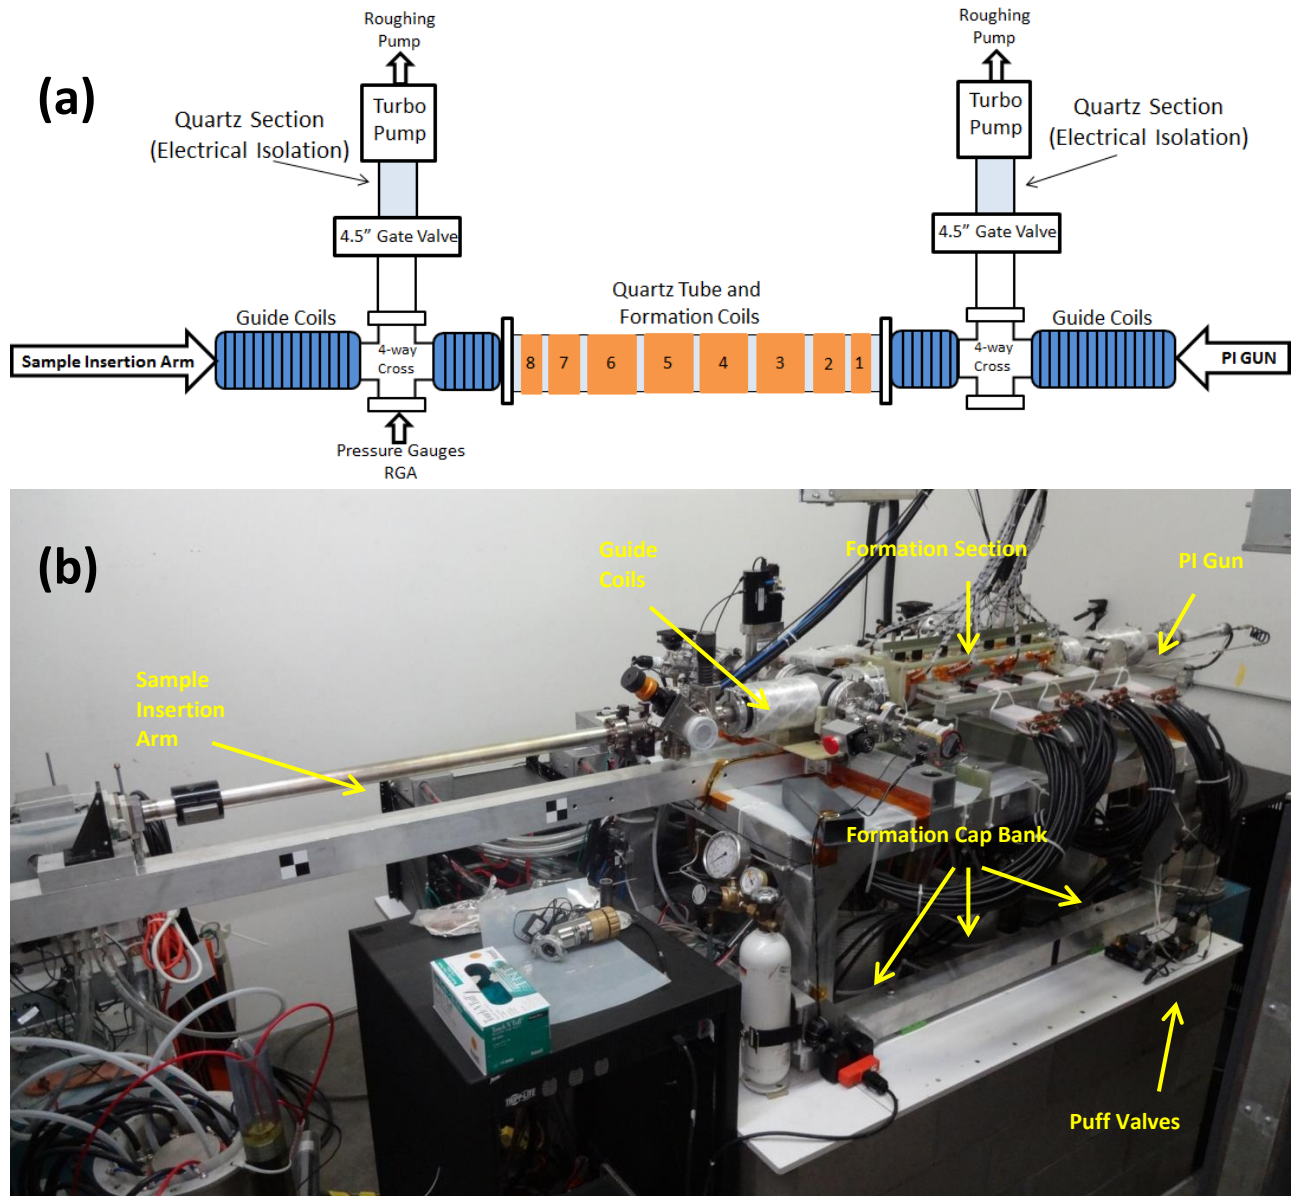 (a)
Roughing
Pump
Turbo
Pump
Quartz Section
(Electrical Isolation)
4.5” Gate Valve
Roughing
Pump
Turbo
Pump
Quartz Section
(Electrical Isolation)
4.5” Gate Valve
Quartz Tube and
Formation Coils
Guide Coils
Guide Coils
Sample Insertion Arm
4-way
Cross
8 7 6 5 4 3 2 1
4-way
Cross
PI GUN
Pressure Gauges
RGA
(b)
Guide
Coils
Formation Section
PI Gun
Sample
Insertion
Arm
Formation Cap Bank
Puff Valves
TRIPP-LITE